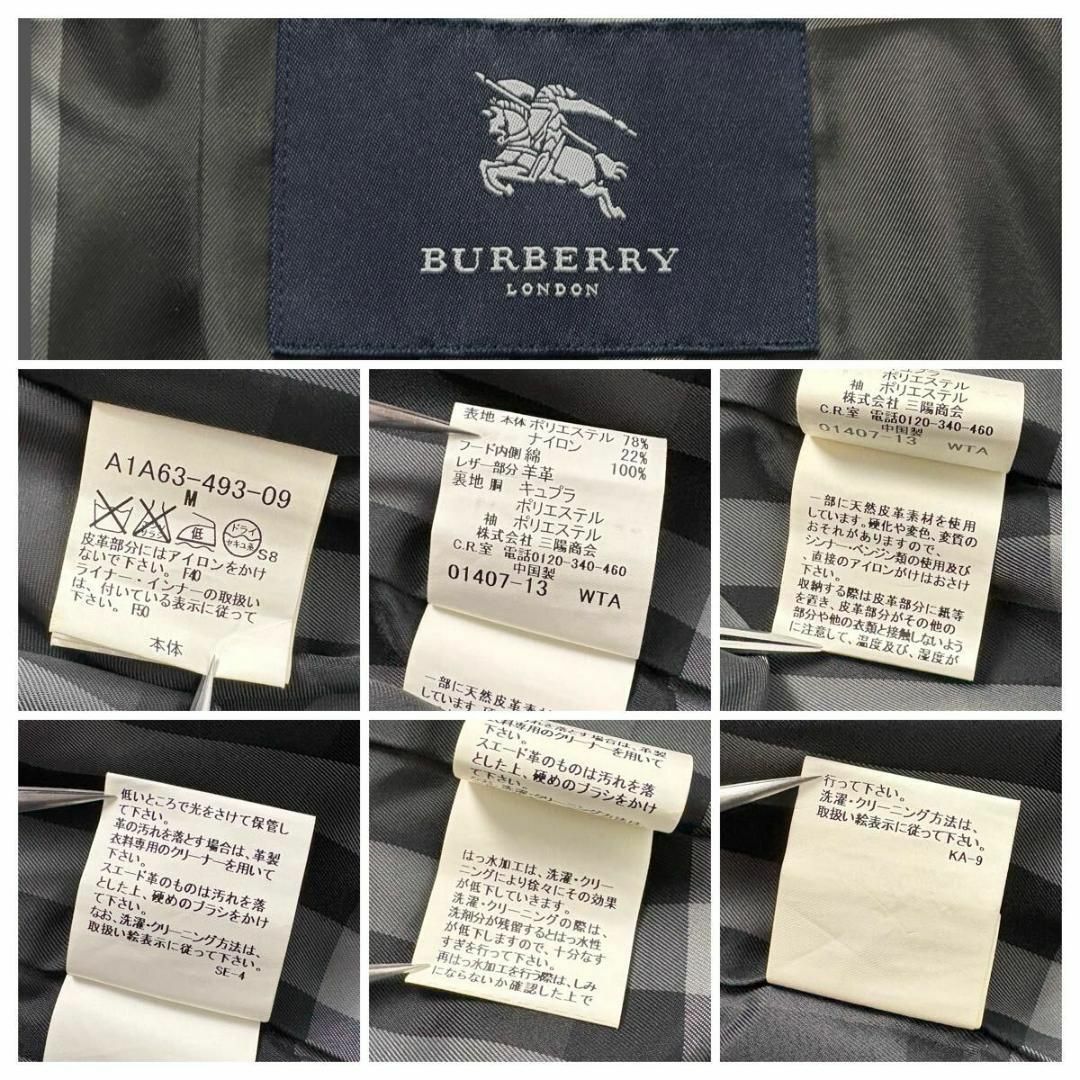 BURBERRY
LONDON
A1A63-493-09
M
エンソサラシ
低
ドライ
セキユ系
S8
皮革部分にはアイロンをかけ
ないで下さい。 F40
ライナー・インナーの取扱い
は、付いている表示に従って
下さい。 F50
本体
表地 本体 ポリエステル 78%
ナイロン 22%
フード内側 綿 100%
レザー部分 羊革
裏地 胴 キュプラ
ポリエステル
袖 ポリエステル
株式会社 三陽商会
C.R.室 電話0120-340-460
中国製
01407-13 WTA
一部に天然皮革素材を使用
しています。
ポリエステル
袖 ポリエステル
株式会社 三陽商会
C.R.室 電話0120-340-460
中国製
01407-13 WTA
一部に天然皮革素材を使用
しています。硬化や変色、変質の
おそれがありますので、
シンナー・ベンジン類の使用及び
、直接のアイロンがけはおさけ
下さい。
収納する際は皮革部分に紙等
を置き、皮革部分がその他の
部分や他の衣類と接触しないよう
に注意して、温度及び、湿度が
低いところで光をさけて保管し
て下さい。
革の汚れを落とす場合は、革製
衣料専用のクリーナーを用いて
下さい。
スエード革のものは汚れを落
とした上、硬めのブラシをかけ
て下さい。
なお、洗濯・クリーニング方法は、
取扱い絵表示に従って下さい。
SE-4
衣料専用のクリーナーを用いて
下さい。
スエード革のものは汚れを落
とした上、硬めのブラシをかけ
て下さい。
はっ水加工は、洗濯・クリー
ニングにより徐々にその効果
が低下していきます。
洗濯・クリーニングの際は、
洗剤分が残留するとはっ水性
が低下しますので、十分なす
すぎを行って下さい。
再はっ水加工を行う際は、しみ
にならないか確認した上で
行って下さい。
洗濯・クリーニング方法は、
取扱い絵表示に従って下さい。
KA-9